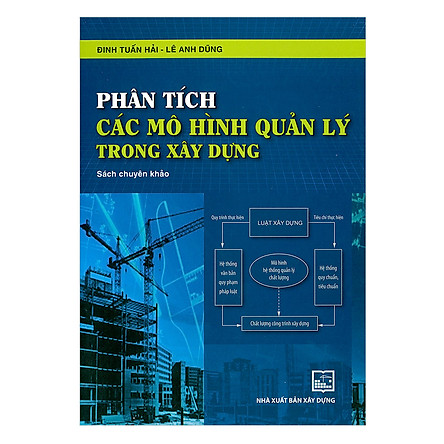 ĐINH TUẤN HẢI - LÊ ANH DŨNG
PHÂN TÍCH
CÁC MÔ HÌNH QUẢN LÝ
TRONG XÂY DỰNG
Sách chuyên khảo
Quy trình thực hiện
LUẬT XÂY DỰNG
Tiêu chí thực hiện
Hệ thống
văn bản
quy phạm
pháp luật
Mô hình
hệ thống quản lý
chất lượng
Hệ thống
quy chuẩn,
tiêu chuẩn
Chất lượng công trình xây dựng
NHÀ XUẤT BẢN XÂY DỰNG